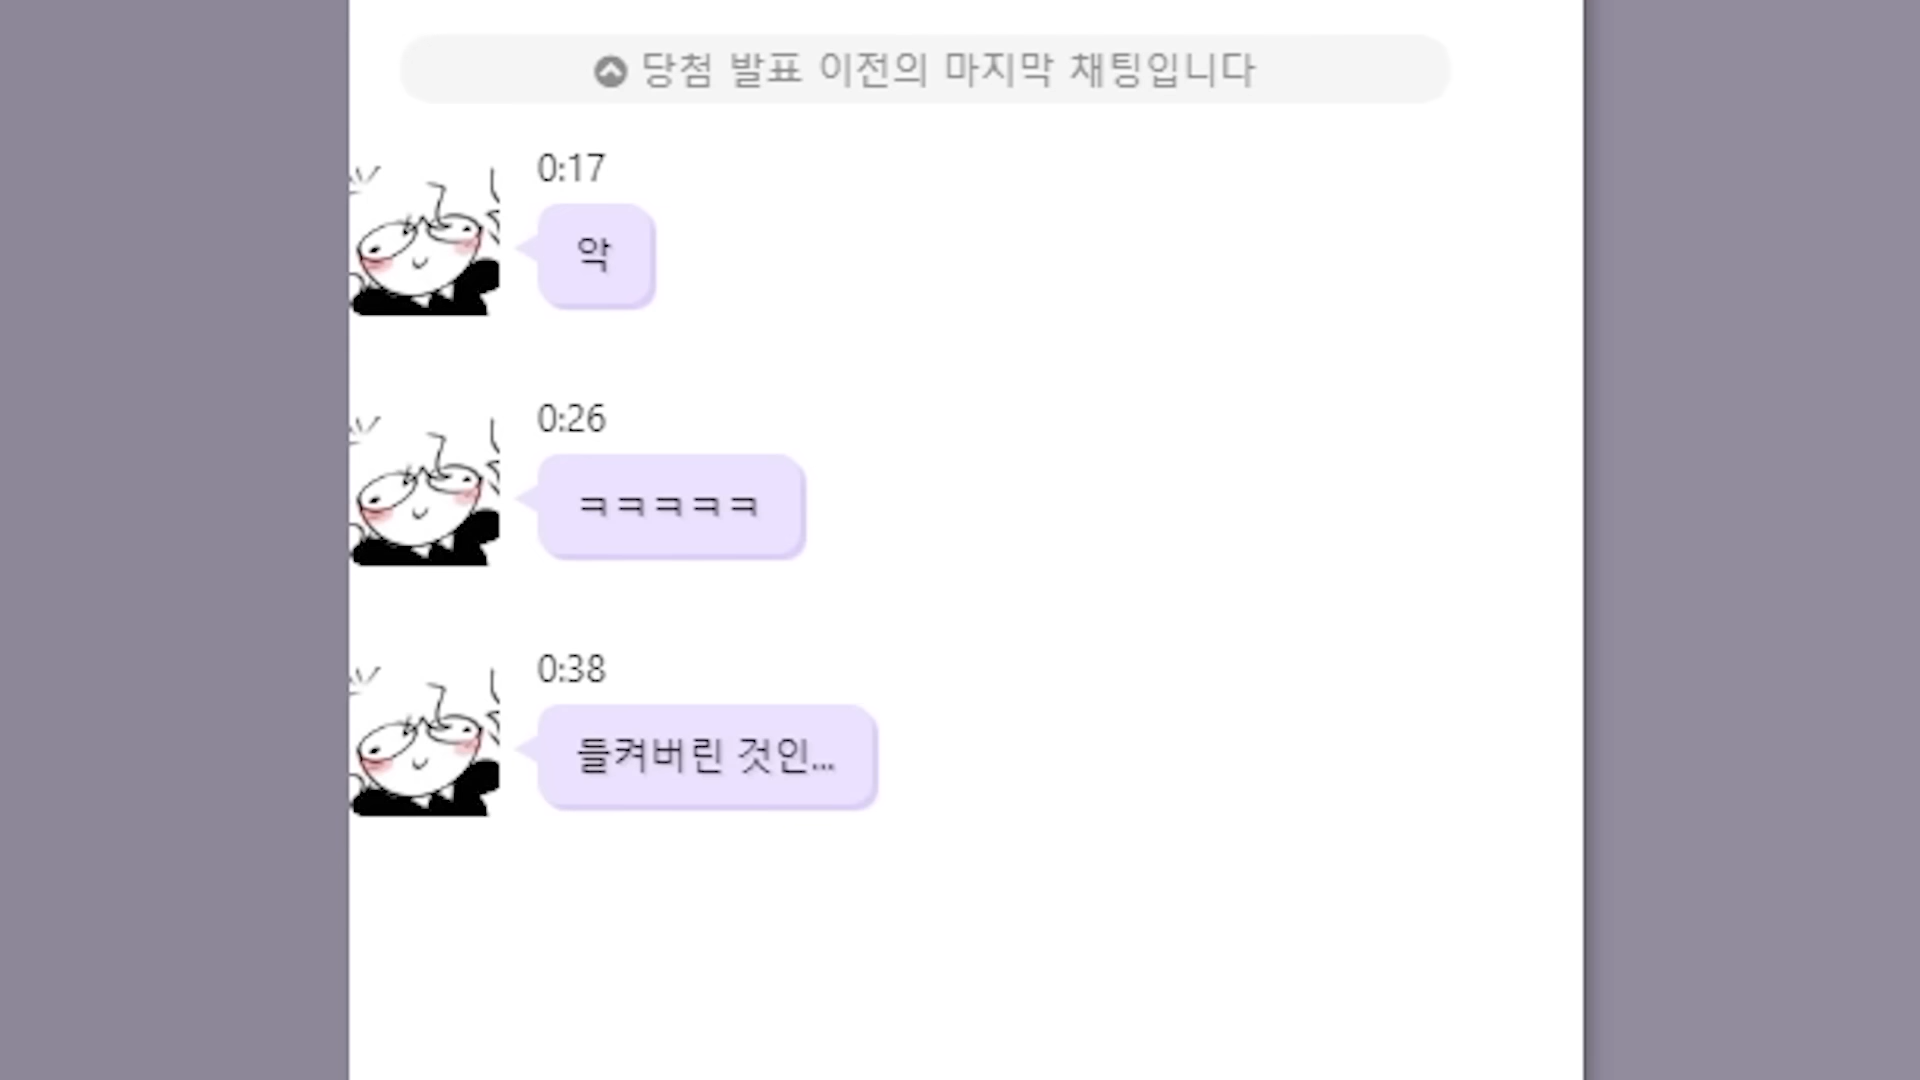 당첨 발표 이전의 마지막 채팅입니다
0:17
악
0:26
ㅋㅋㅋㅋㅋ
0:38
들켜버린 것인...